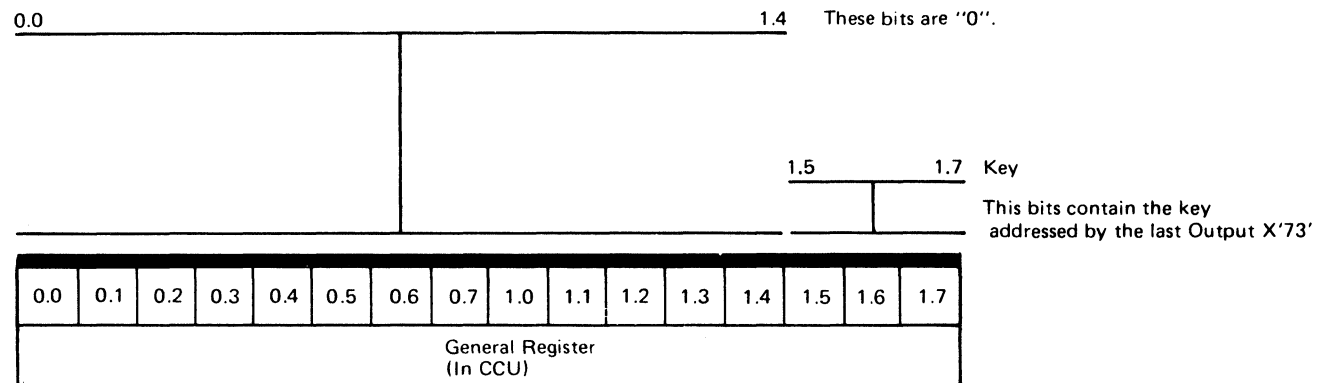 0.0 1.4 These bits are "0".
1.5 1.7 Key
This bits contain the key
addressed by the last Output X'73'
0.0 0.1 0.2 0.3 0.4 0.5 0.6 0.7 1.0 1.1 1.2 1.3 1.4 1.5 1.6 1.7
General Register
(In CCU)